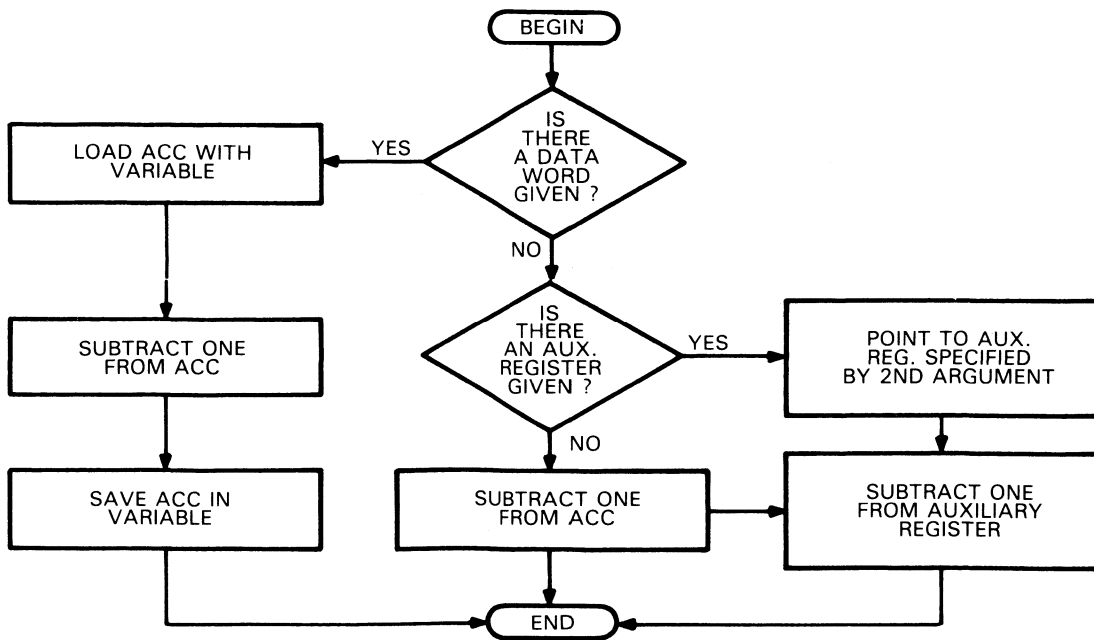 BEGIN
IS
THERE
A DATA
WORD
GIVEN ?
YES
LOAD ACC WITH
VARIABLE
NO
SUBTRACT ONE
FROM ACC
IS
THERE
AN AUX.
REGISTER
GIVEN ?
YES
POINT TO AUX.
REG. SPECIFIED
BY 2ND ARGUMENT
NO
SAVE ACC IN
VARIABLE
SUBTRACT ONE
FROM ACC
SUBTRACT ONE
FROM AUXILIARY
REGISTER
END